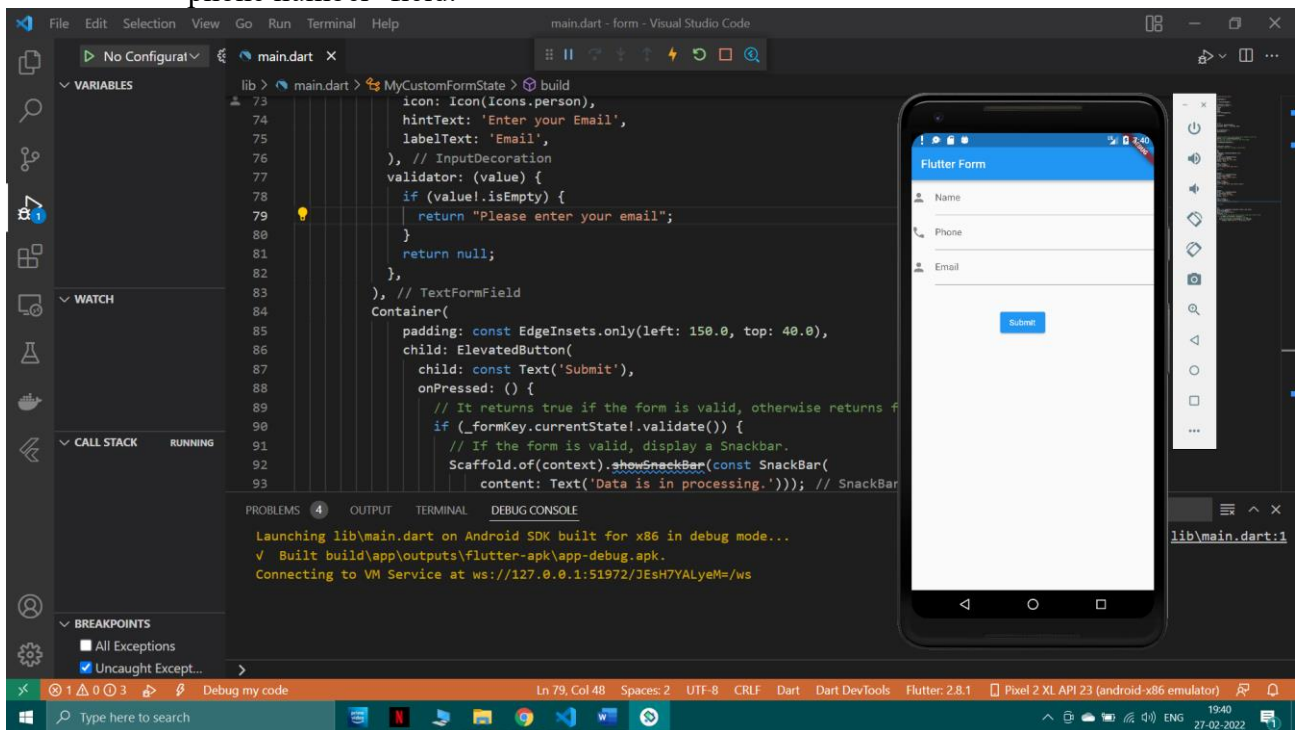 phone number" field.
File Edit Selection View Go Run Terminal Help main.dart - form - Visual Studio Code
No Configurat main.dart
VARIABLES
lib > main.dart > MyCustomFormState > build
73 icon: Icon(Icons.person),
74 hintText: 'Enter your Email',
75 labelText: 'Email',
76 ), // InputDecoration
77 validator: (value) {
78 if (value!.isEmpty) {
79 return "Please enter your email";
80 }
81 return null;
82 },
83 ), // TextFormField
84 Container(
85 padding: const EdgeInsets.only(left: 150.0, top: 40.0),
86 child: ElevatedButton(
87 child: const Text('Submit'),
88 onPressed: () {
89 // It returns true if the form is valid, otherwise returns f
90 if (_formKey.currentState!.validate()) {
91 // If the form is valid, display a Snackbar.
92 Scaffold.of(context).showSnackBar(const SnackBar(
93 content: Text('Data is in processing.'))); // SnackBar
WATCH
CALL STACK RUNNING
BREAKPOINTS
All Exceptions
Uncaught Except...
1
PROBLEMS 4 OUTPUT TERMINAL DEBUG CONSOLE
Launching lib\main.dart on Android SDK built for x86 in debug mode...
lib\main.dart:1
√ Built build\app\outputs\flutter-apk\app-debug.apk.
Connecting to VM Service at ws://127.0.0.1:51972/JEsH7YALyeM=/ws
>
7:40
Flutter Form
Name
Phone
Email
Submit
1 0 3 Debug my code Ln 79, Col 48 Spaces: 2 UTF-8 CRLF Dart Dart DevTools Flutter: 2.8.1 Pixel 2 XL API 23 (android-x86 emulator)
Type here to search
ENG
19:40
27-02-2022